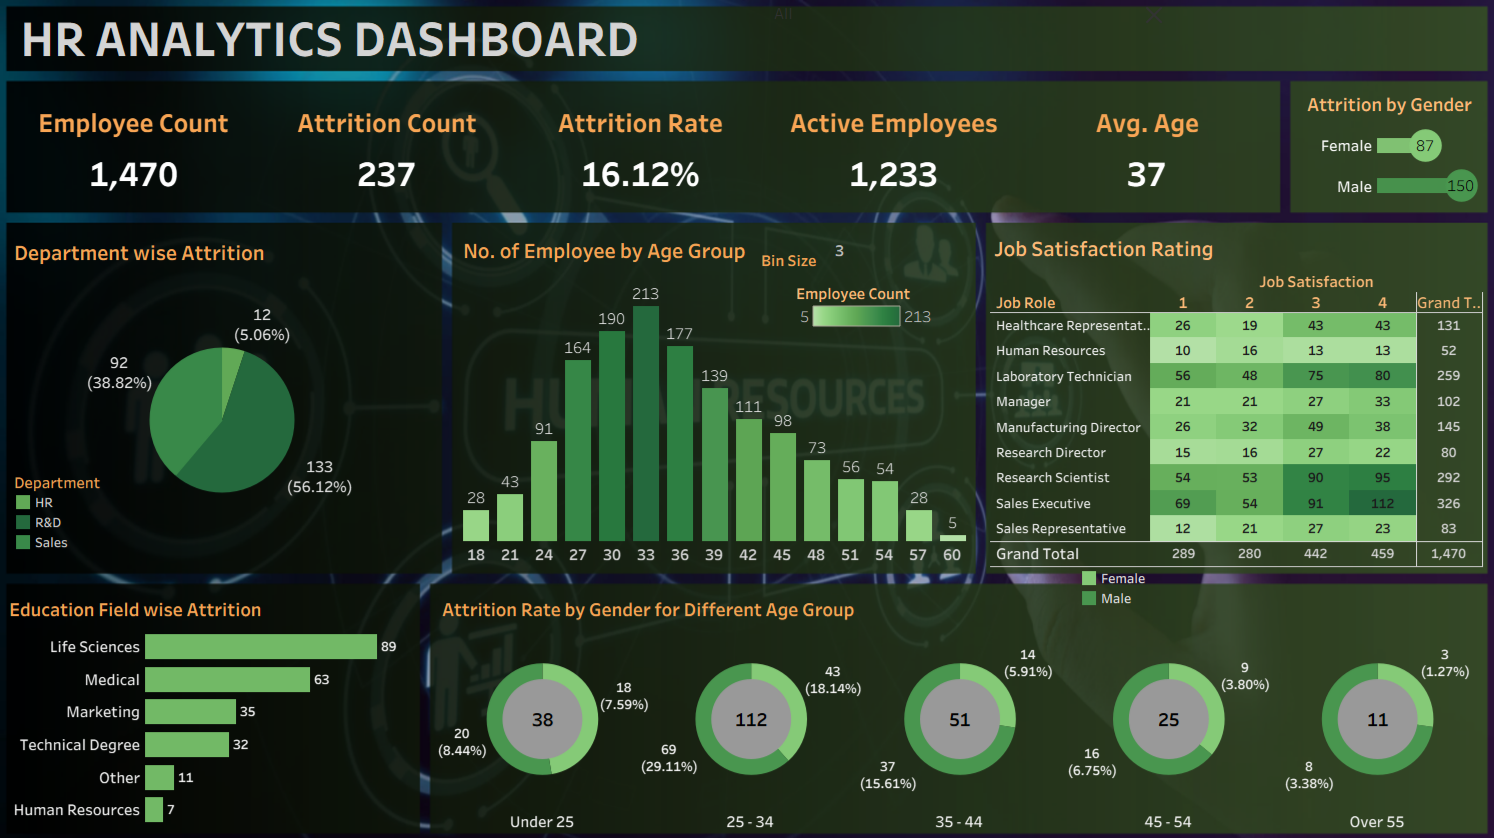 All
HR ANALYTICS DASHBOARD
Employee Count
1,470
Attrition Count
237
Attrition Rate
16.12%
Active Employees
1,233
Avg. Age
37
Attrition by Gender
Female 87
Male 150
Department wise Attrition
12
(5.06%)
92
(38.82%)
133
(56.12%)
Department
HR
R&D
Sales
No. of Employee by Age Group
Bin Size 3
Employee Count
5 213
28 43 91 164 190 213 177 139 111 98 73 56 54 28 5
18 21 24 27 30 33 36 39 42 45 48 51 54 57 60
HUMAN RESOURCES
Job Satisfaction Rating
Job Satisfaction
Job Role 1 2 3 4 Grand T..
Healthcare Representat.. 26 19 43 43 131
Human Resources 10 16 13 13 52
Laboratory Technician 56 48 75 80 259
Manager 21 21 27 33 102
Manufacturing Director 26 32 49 38 145
Research Director 15 16 27 22 80
Research Scientist 54 53 90 95 292
Sales Executive 69 54 91 112 326
Sales Representative 12 21 27 23 83
Grand Total 289 280 442 459 1,470
Female
Male
Education Field wise Attrition
Life Sciences 89
Medical 63
Marketing 35
Technical Degree 32
Other 11
Human Resources 7
Attrition Rate by Gender for Different Age Group
18
(7.59%)
38
20
(8.44%)
Under 25
43
(18.14%)
112
69
(29.11%)
25 - 34
14
(5.91%)
51
37
(15.61%)
35 - 44
9
(3.80%)
25
16
(6.75%)
45 - 54
3
(1.27%)
11
8
(3.38%)
Over 55